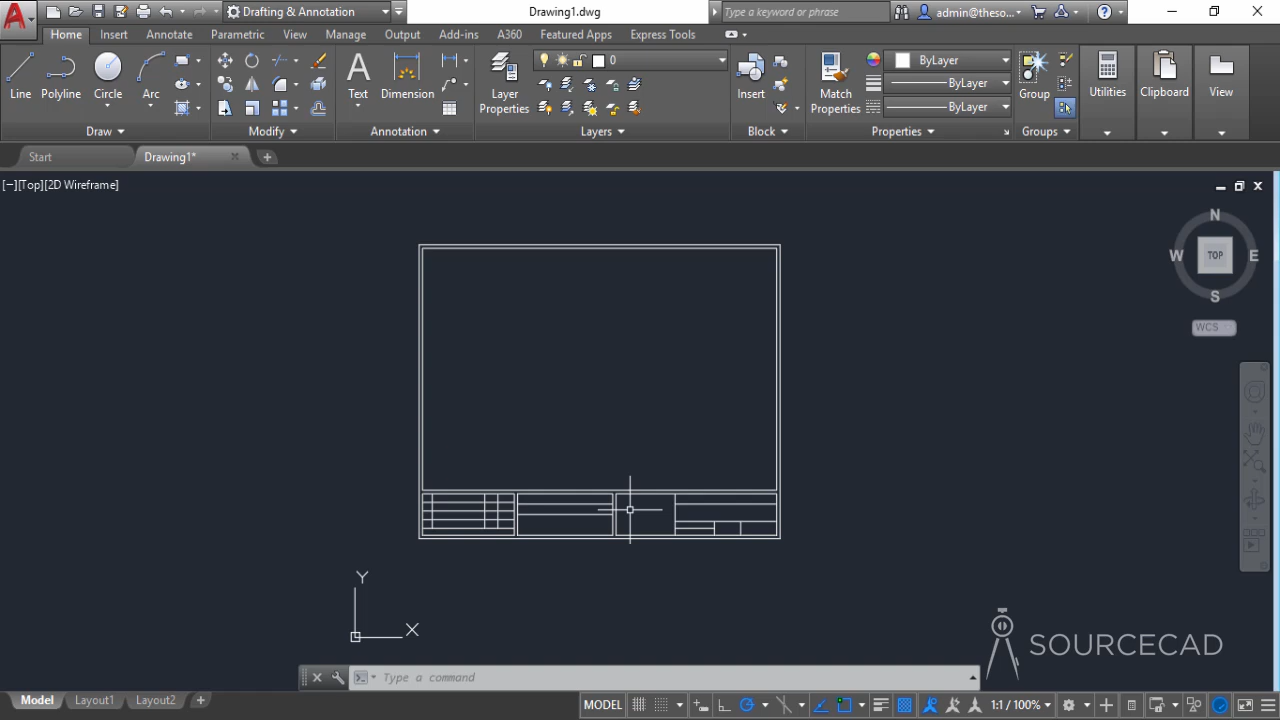 Drafting & Annotation
Drawing1.dwg
Type a keyword or phrase
admin@theso...
Home Insert Annotate Parametric View Manage Output Add-ins A360 Featured Apps Express Tools
0
ByLayer
ByLayer
ByLayer
Line Polyline Circle Arc
Text Dimension
Layer Properties
Insert
Match Properties
Group
Utilities Clipboard View
Draw Modify Annotation Layers Block Properties Groups
Start Drawing1*
[−][Top][2D Wireframe]
N
W TOP E
S
WCS
Y
X
SOURCECAD
Type a command
Model Layout1 Layout2
MODEL 1:1 / 100%